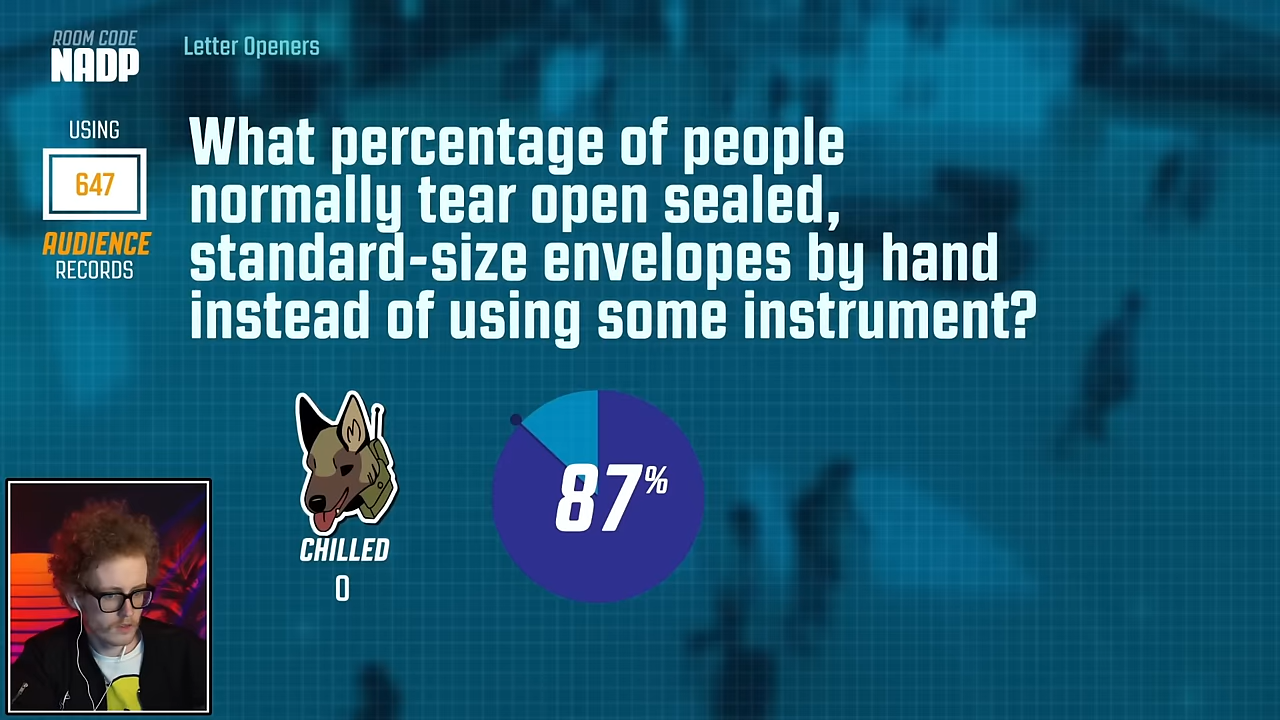 ROOM CODE
NADP
Letter Openers
USING
647
AUDIENCE
RECORDS
What percentage of people
normally tear open sealed,
standard-size envelopes by hand
instead of using some instrument?
87%
CHILLED
0